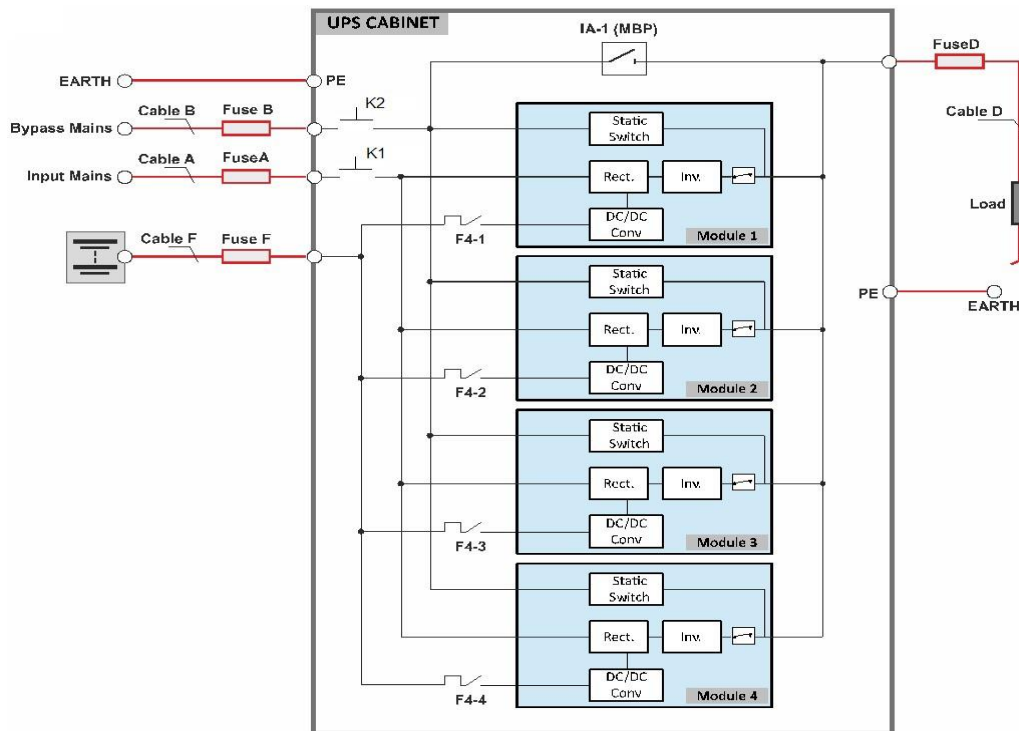 UPS CABINET
IA-1 (MBP)
FuseD
EARTH
PE
Cable B
Fuse B
K2
Cable D
Bypass Mains
Static
Switch
Cable A
FuseA
K1
Input Mains
Rect.
Inv.
Load
DC/DC
Conv
F4-1
Module 1
Cable F
Fuse F
Static
Switch
PE
EARTH
Rect.
Inv.
DC/DC
Conv
F4-2
Module 2
Static
Switch
Rect.
Inv.
DC/DC
Conv
F4-3
Module 3
Static
Switch
Rect.
Inv.
DC/DC
Conv
F4-4
Module 4